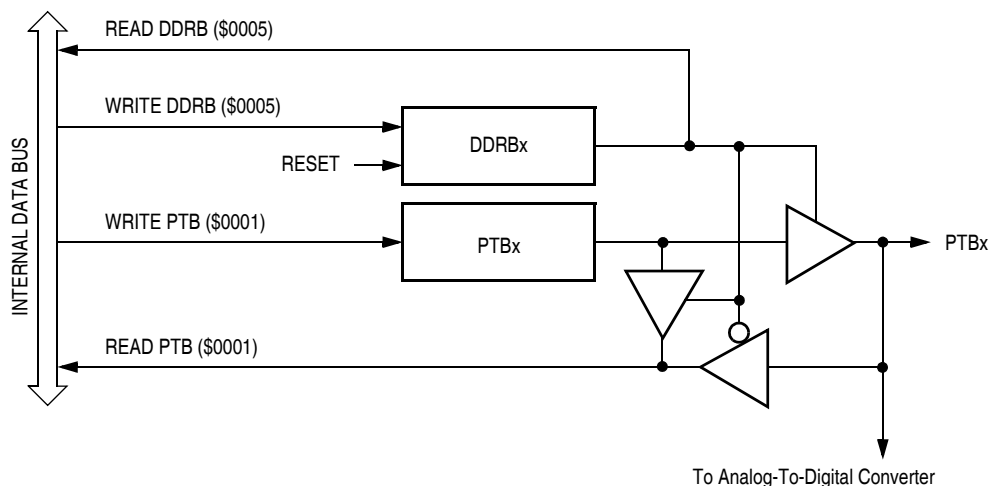 READ DDRB ($0005)
WRITE DDRB ($0005)
DDRBx
RESET
INTERNAL DATA BUS
WRITE PTB ($0001)
PTBx
PTBx
READ PTB ($0001)
To Analog-To-Digital Converter